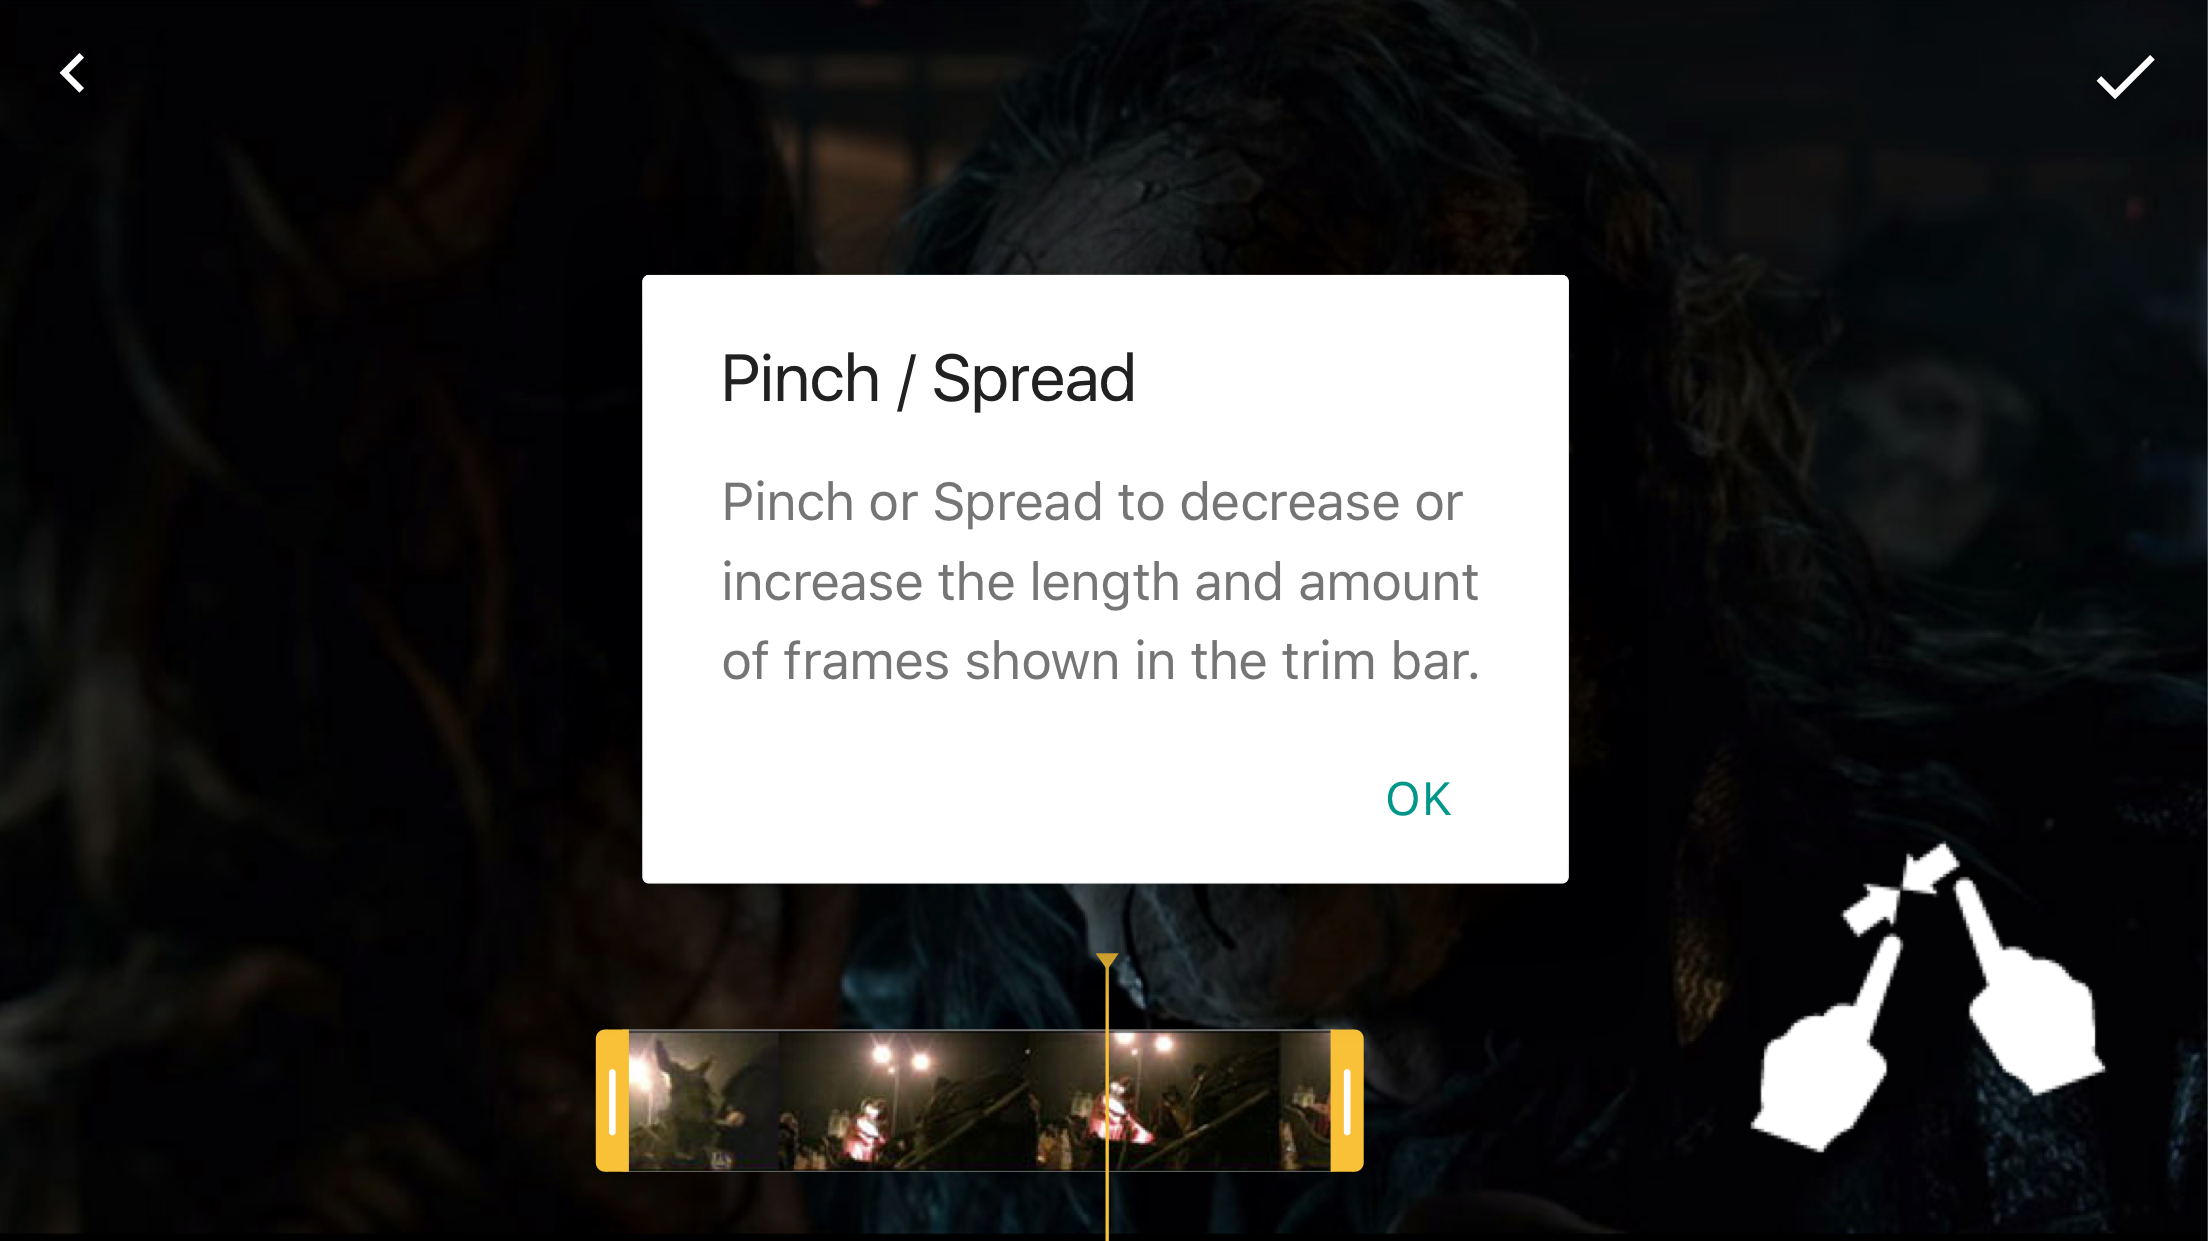 Pinch / Spread
Pinch or Spread to decrease or
increase the length and amount
of frames shown in the trim bar.
OK